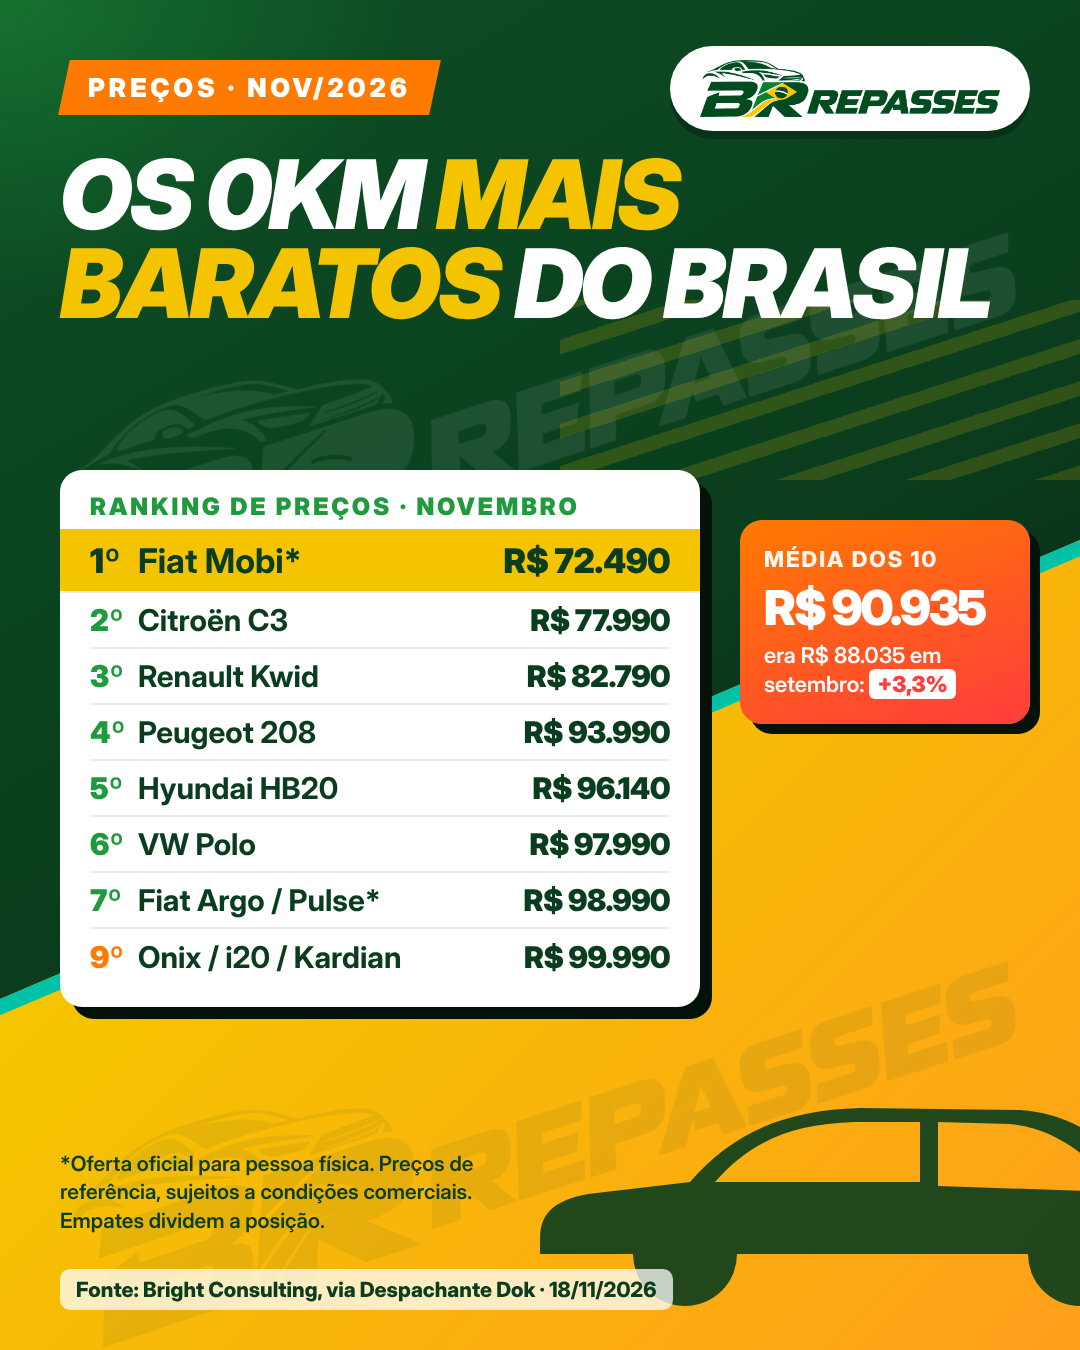 PREÇOS · NOV/2026
BR REPASSES
OS 0KM MAIS
BARATOS DO BRASIL
BR REPASSES
RANKING DE PREÇOS · NOVEMBRO
1º Fiat Mobi* R$ 72.490
2º Citroën C3 R$ 77.990
3º Renault Kwid R$ 82.790
4º Peugeot 208 R$ 93.990
5º Hyundai HB20 R$ 96.140
6º VW Polo R$ 97.990
7º Fiat Argo / Pulse* R$ 98.990
9º Onix / i20 / Kardian R$ 99.990
MÉDIA DOS 10
R$ 90.935
era R$ 88.035 em
setembro: +3,3%
BR REPASSES
*Oferta oficial para pessoa física. Preços de
referência, sujeitos a condições comerciais.
Empates dividem a posição.
Fonte: Bright Consulting, via Despachante Dok · 18/11/2026